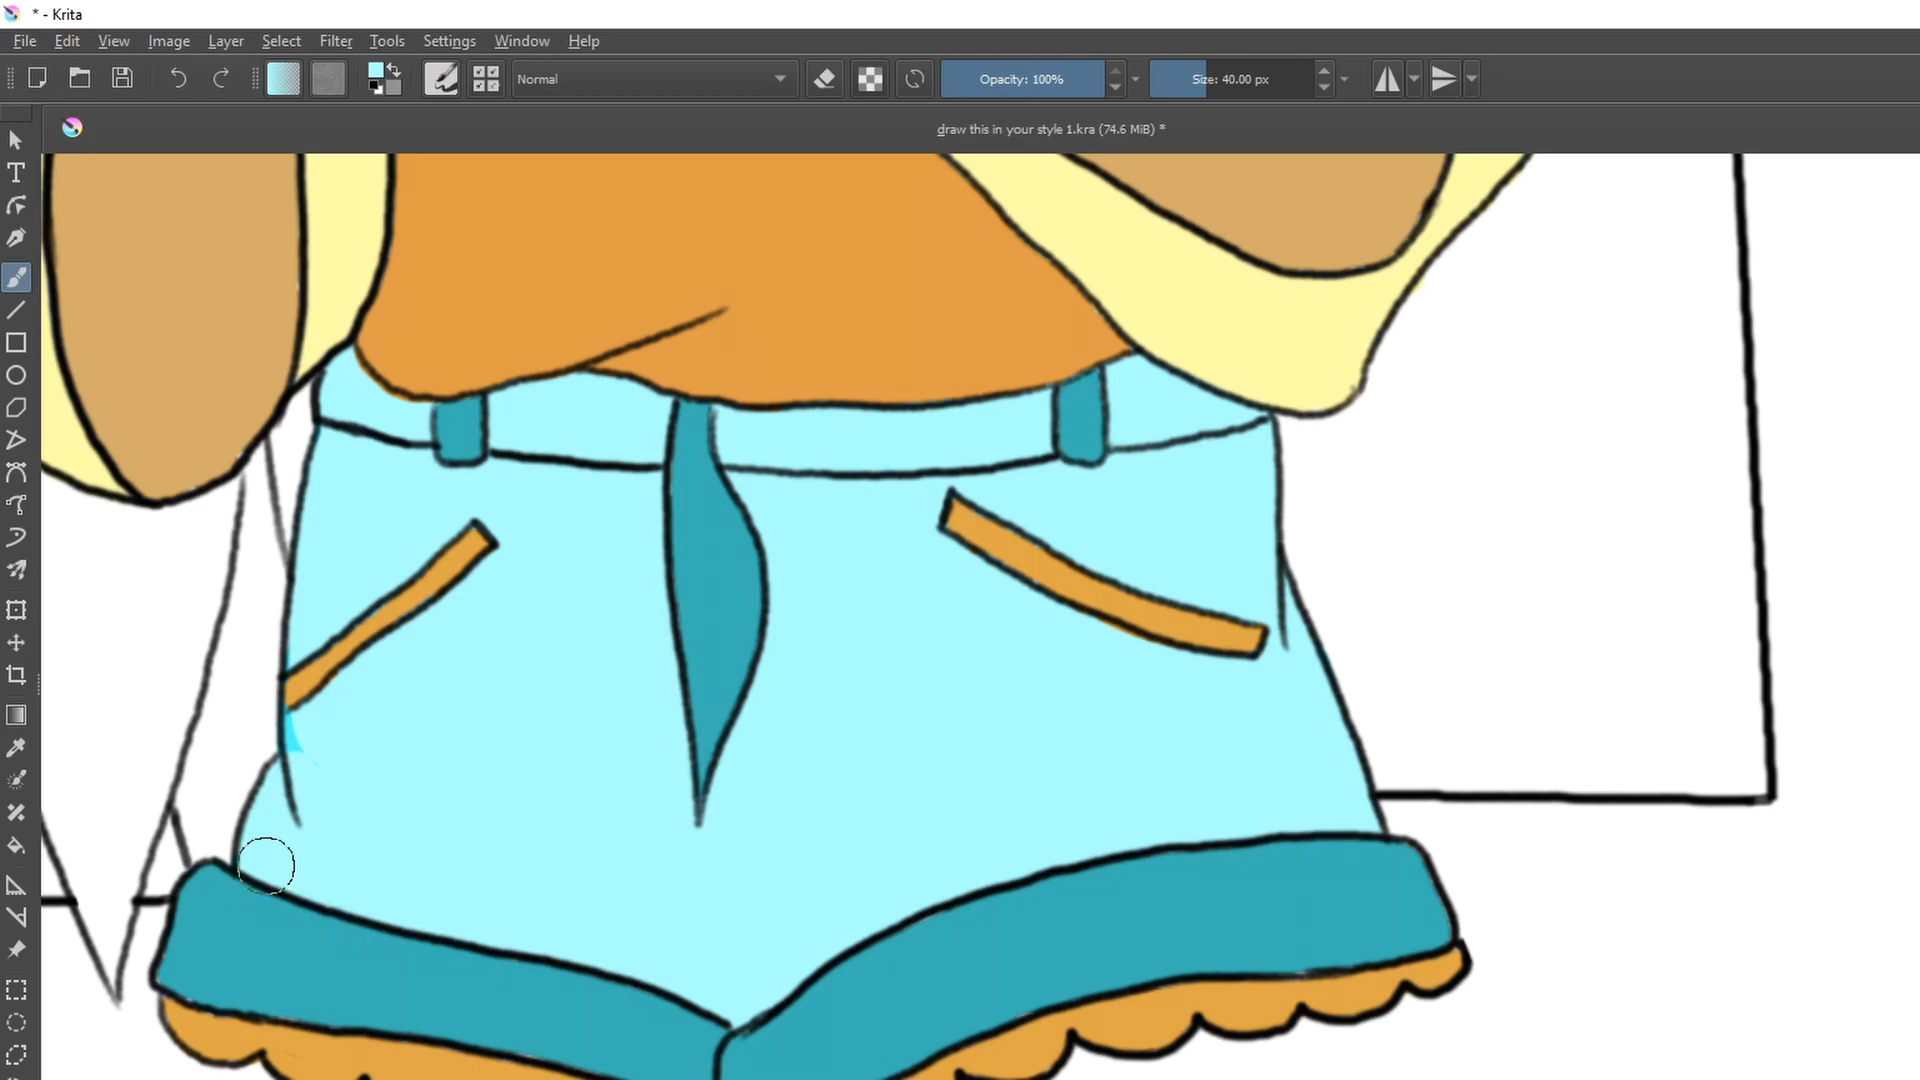 * - Krita
File Edit View Image Layer Select Filter Tools Settings Window Help
Normal Opacity: 100% Size: 40.00 px
draw this in your style 1.kra (74.6 MiB) *